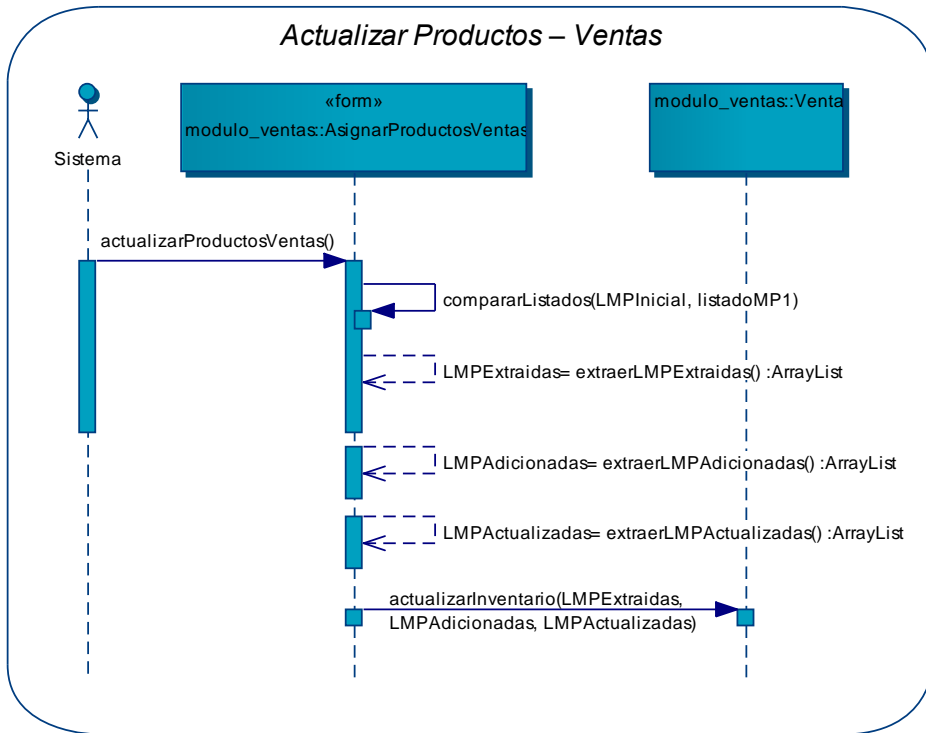 Actualizar Productos – Ventas
«form»
modulo_ventas::AsignarProductosVentas
modulo_ventas::Venta
Sistema
actualizarProductosVentas()
compararListados(LMPInicial, listadoMP1)
LMPExtraidas= extraerLMPExtraidas() :ArrayList
LMPAdicionadas= extraerLMPAdicionadas() :ArrayList
LMPActualizadas= extraerLMPActualizadas() :ArrayList
actualizarInventario(LMPExtraidas,
LMPAdicionadas, LMPActualizadas)